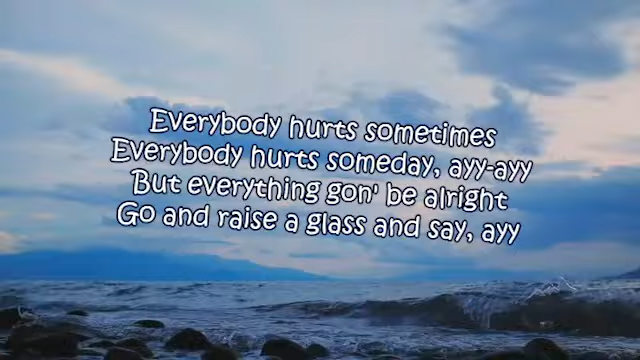 Everybody hurts sometimes
Everybody hurts someday, ayy-ayy
But everything gon' be alright
Go and raise a glass and say, ayy